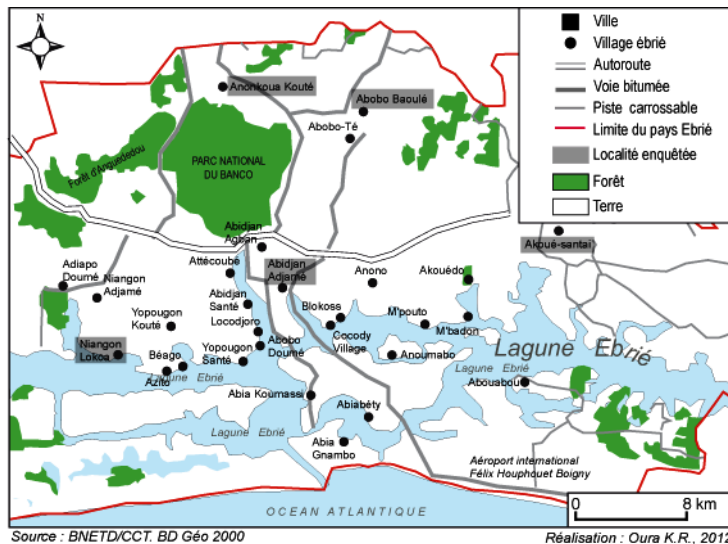 N
Ville
Village ébrié
Autoroute
Voie bitumée
Piste carrossable
Limite du pays Ebrié
Localité enquêtée
Forêt
Terre
Anonkoua Kouté
Abobo Baoulé
Abobo-Té
Forêt d'Anguededou
PARC NATIONAL
DU BANCO
Abidjan
Agban
Akoué-santai
Adiapo
Doumé
Niangon
Adjamé
Attécoubé
Abidjan
Adjamé
Anono
Akouédo
Abidjan
Santé
Blokoss
M'pouto
M'badon
Yopougon
Kouté
Locodjoro
Abobo
Doumé
Cocody
Village
Lagune Ebrié
Niangon
Lokoa
Béago
Yopougon
Santé
Anoumabo
Azito
Lagune Ebrié
Lagune Ebrié
Abouabou
Abia Koumassi
Abiabéty
Lagune Ebrié
Abia
Gnambo
Aéroport international
Félix Houphouet Boigny
OCEAN ATLANTIQUE
0 8 km
Source : BNETD/CCT. BD Géo 2000
Réalisation : Oura K.R., 2012